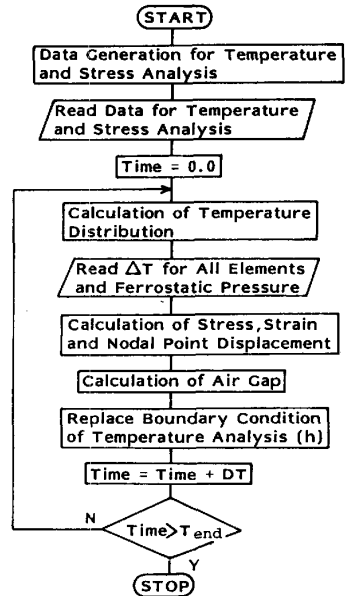 START
Data Generation for Temperature
and Stress Analysis
Read Data for Temperature
and Stress Analysis
Time = 0.0
Calculation of Temperature
Distribution
Read ΔT for All Elements
and Ferrostatic Pressure
Calculation of Stress,Strain
and Nodal Point Displacement
Calculation of Air Gap
Replace Boundary Condition
of Temperature Analysis (h)
Time = Time + DT
N
Time>Tend
Y
STOP